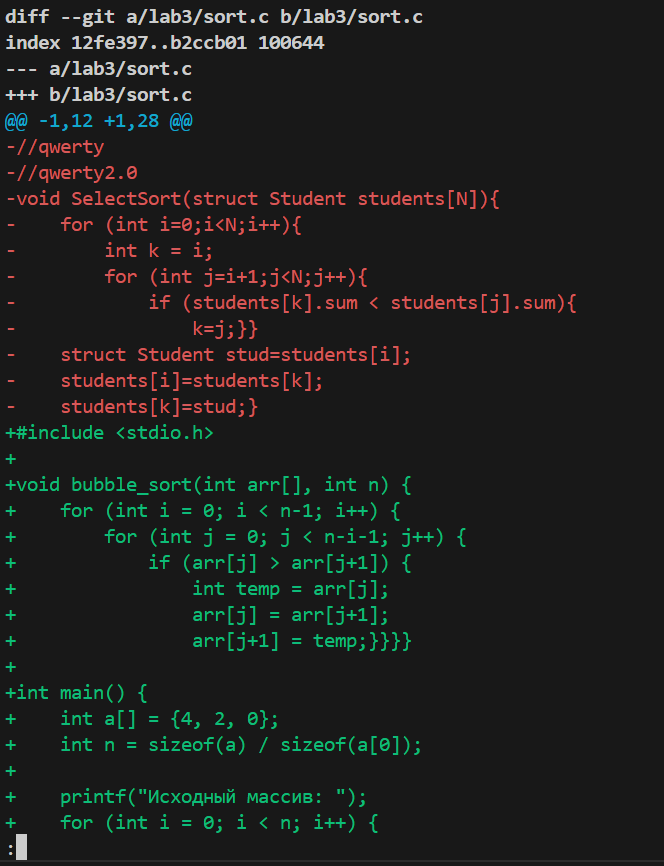 diff --git a/lab3/sort.c b/lab3/sort.c
index 12fe397..b2ccb01 100644
--- a/lab3/sort.c
+++ b/lab3/sort.c
@@ -1,12 +1,28 @@
-//qwerty
-//qwerty2.0
-void SelectSort(struct Student students[N]){
-    for (int i=0;i<N;i++){
-        int k = i;
-        for (int j=i+1;j<N;j++){
-            if (students[k].sum < students[j].sum){
-                k=j;}}
-    struct Student stud=students[i];
-    students[i]=students[k];
-    students[k]=stud;}
+#include <stdio.h>
+
+void bubble_sort(int arr[], int n) {
+    for (int i = 0; i < n-1; i++) {
+        for (int j = 0; j < n-i-1; j++) {
+            if (arr[j] > arr[j+1]) {
+                int temp = arr[j];
+                arr[j] = arr[j+1];
+                arr[j+1] = temp;}}}}
+
+int main() {
+    int a[] = {4, 2, 0};
+    int n = sizeof(a) / sizeof(a[0]);
+
+    printf("Исходный массив: ");
+    for (int i = 0; i < n; i++) {
: